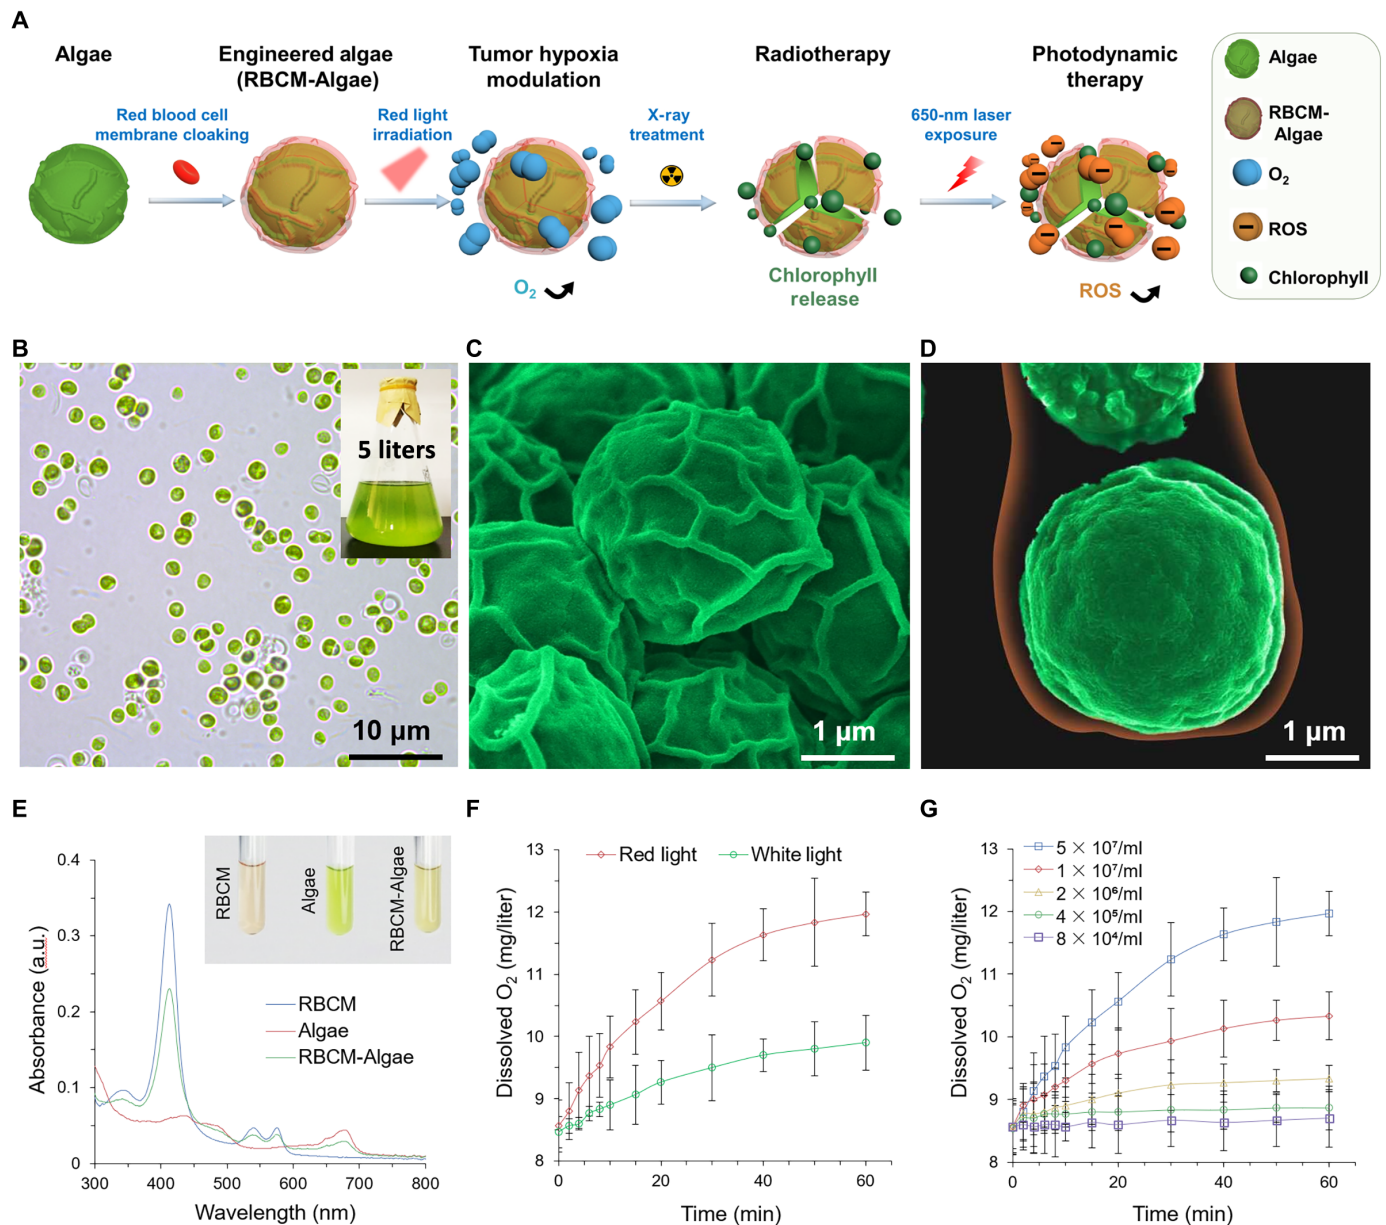 A
Algae
Engineered algae
(RBCM-Algae)
Tumor hypoxia
modulation
Radiotherapy
Photodynamic
therapy
Red blood cell
membrane cloaking
Red light
irradiation
X-ray
treatment
650-nm laser
exposure
O₂
Chlorophyll
release
ROS
Algae
RBCM-
Algae
O₂
ROS
Chlorophyll
B
5 liters
10 µm
C
1 µm
D
1 µm
E
Absorbance (a.u.)
0.4
0.3
0.2
0.1
0
300
400
500
600
700
800
Wavelength (nm)
RBCM
Algae
RBCM-Algae
RBCM
Algae
RBCM-Algae
F
Dissolved O₂ (mg/liter)
13
12
11
10
9
8
0
20
40
60
Time (min)
Red light
White light
G
Dissolved O₂ (mg/liter)
13
12
11
10
9
8
0
20
40
60
Time (min)
5 × 10⁷/ml
1 × 10⁷/ml
2 × 10⁶/ml
4 × 10⁵/ml
8 × 10⁴/ml